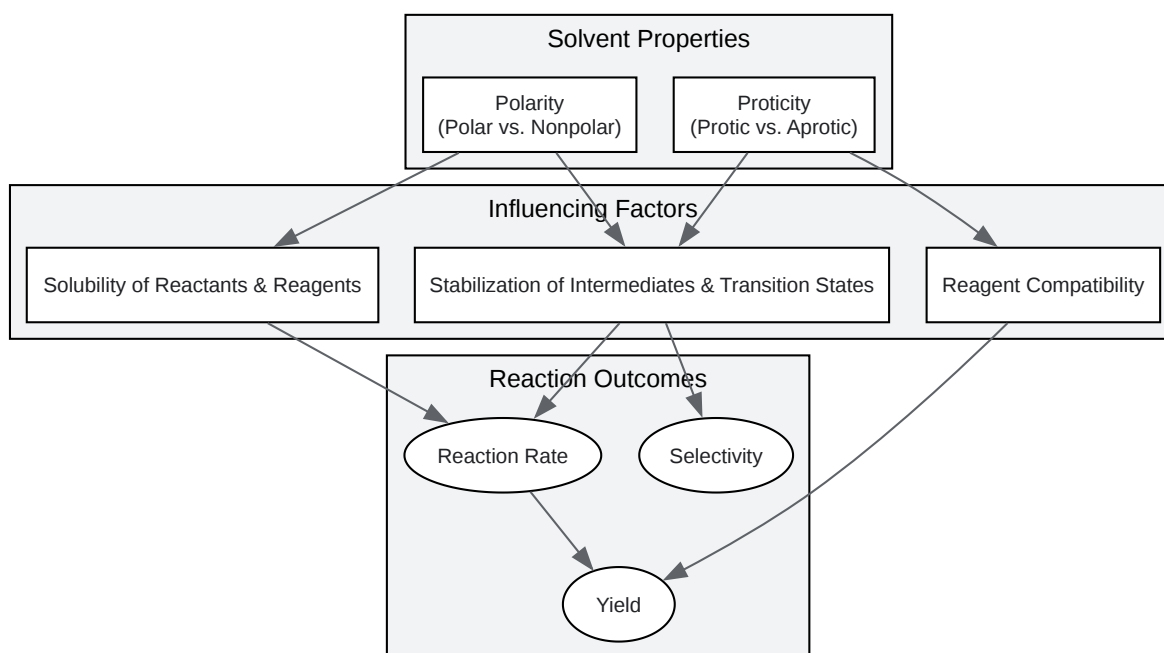 Solvent Properties
Polarity
(Polar vs. Nonpolar)
Proticity
(Protic vs. Aprotic)
Influencing Factors
Solubility of Reactants & Reagents
Stabilization of Intermediates & Transition States
Reagent Compatibility
Reaction Outcomes
Reaction Rate
Selectivity
Yield